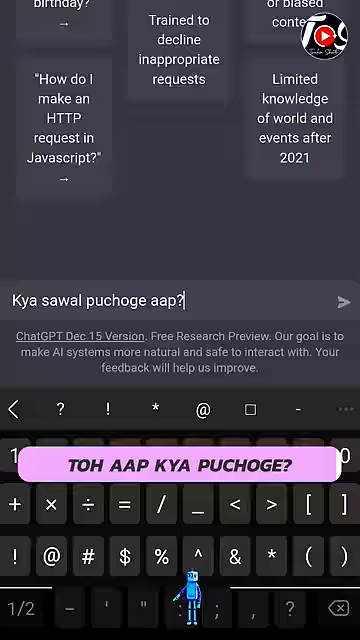 birthday?
→
Trained to
decline
inappropriate
requests
or biased
"How do I
make an
HTTP
request in
Javascript?"
→
Limited
knowledge
of world and
events after
2021
Kya sawal puchoge aap?
ChatGPT Dec 15 Version. Free Research Preview. Our goal is to
make AI systems more natural and safe to interact with. Your
feedback will help us improve.
? ! * @ □ - ...
1 0
TOH AAP KYA PUCHOGE?
+ × ÷ = / _ < > [ ]
! @ # $ % ^ & * ( )
1/2 - ' " : ; , ?